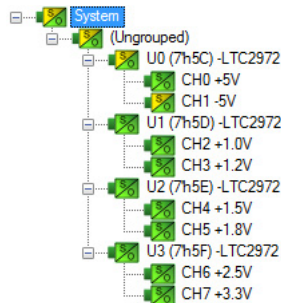 System
(Ungrouped)
U0 (7h5C) -LTC2972
CH0 +5V
CH1 -5V
U1 (7h5D) -LTC2972
CH2 +1.0V
CH3 +1.2V
U2 (7h5E) -LTC2972
CH4 +1.5V
CH5 +1.8V
U3 (7h5F) -LTC2972
CH6 +2.5V
CH7 +3.3V